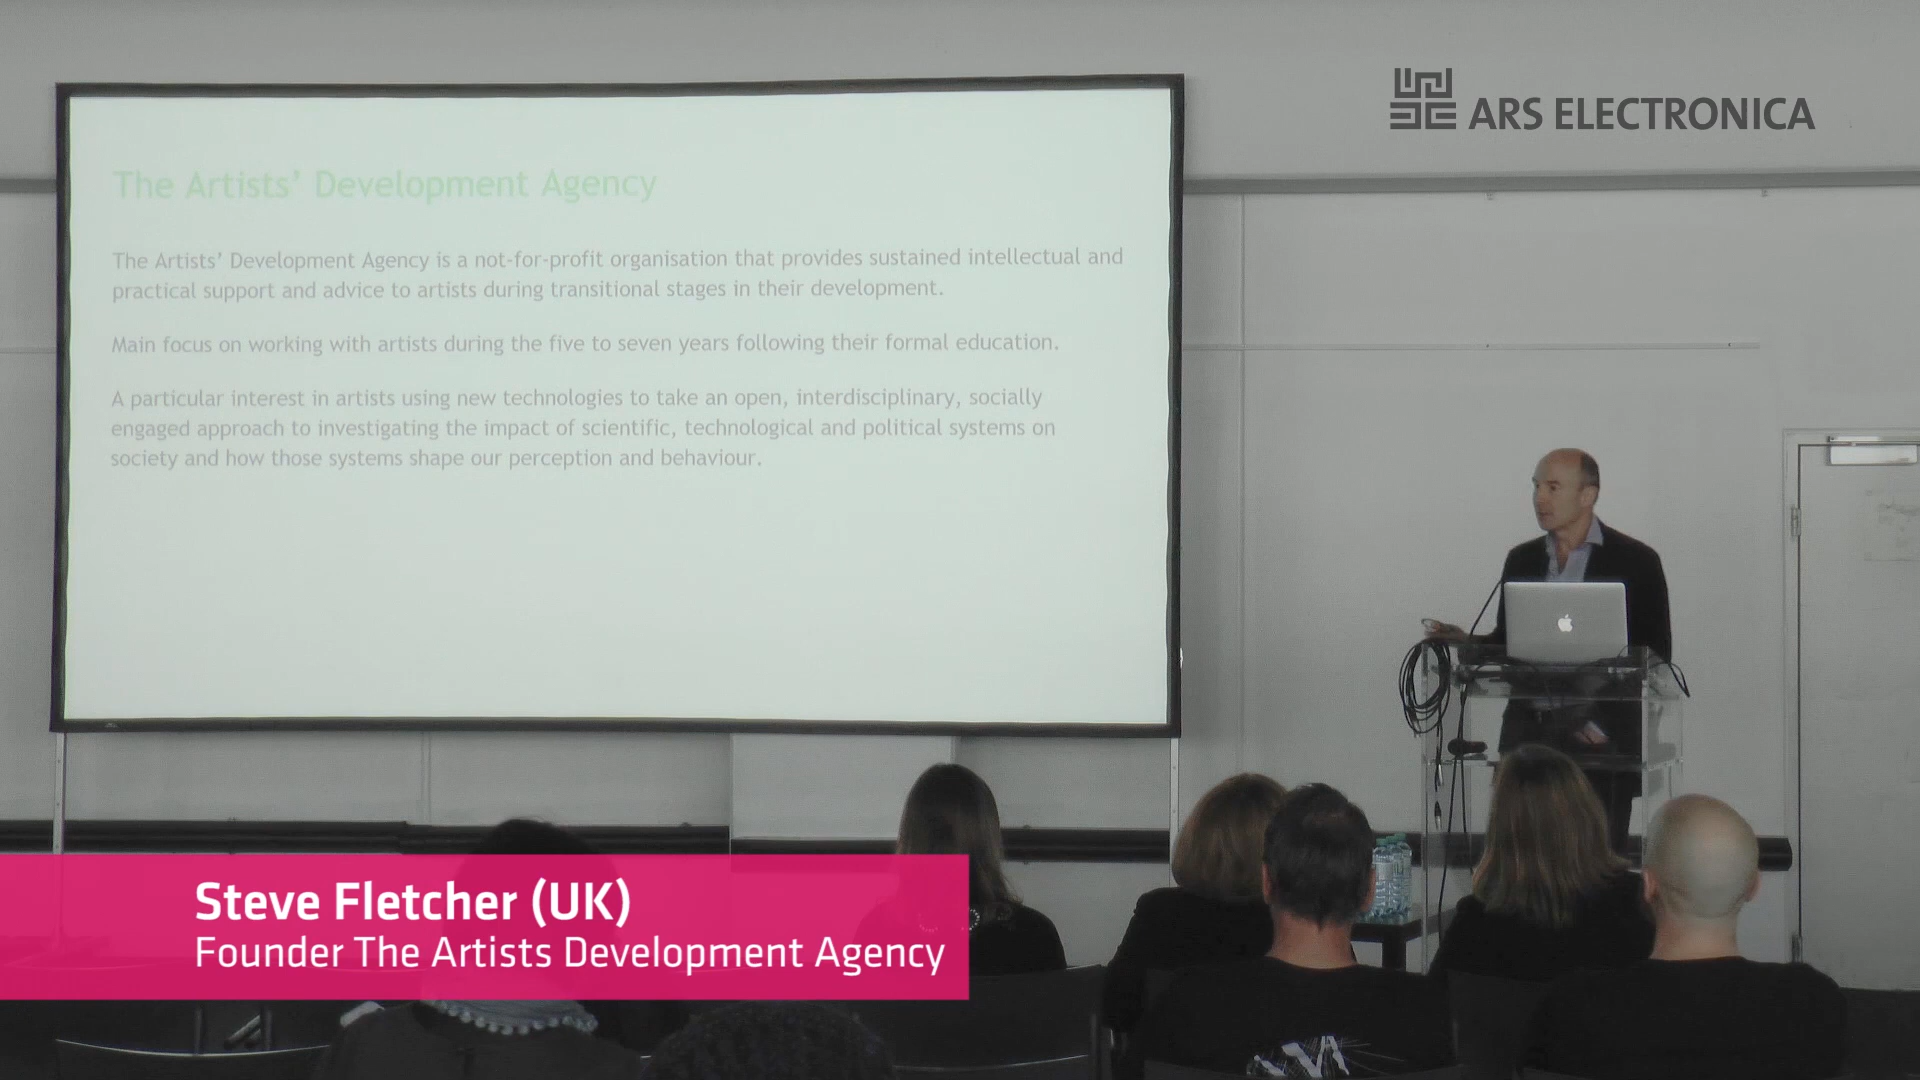 ARS ELECTRONICA
The Artists’ Development Agency
The Artists’ Development Agency is a not-for-profit organisation that provides sustained intellectual and
practical support and advice to artists during transitional stages in their development.
Main focus on working with artists during the five to seven years following their formal education.
A particular interest in artists using new technologies to take an open, interdisciplinary, socially
engaged approach to investigating the impact of scientific, technological and political systems on
society and how those systems shape our perception and behaviour.
Steve Fletcher (UK)
Founder The Artists Development Agency